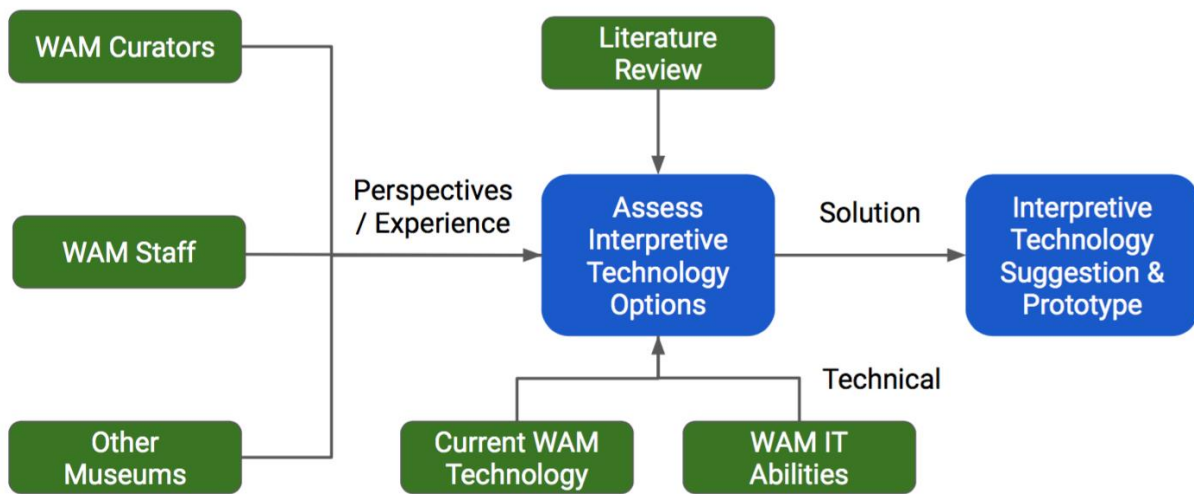 WAM Curators
Literature
Review
Perspectives
/ Experience
WAM Staff
Assess
Interpretive
Technology
Options
Solution
Interpretive
Technology
Suggestion &
Prototype
Technical
Other
Museums
Current WAM
Technology
WAM IT
Abilities